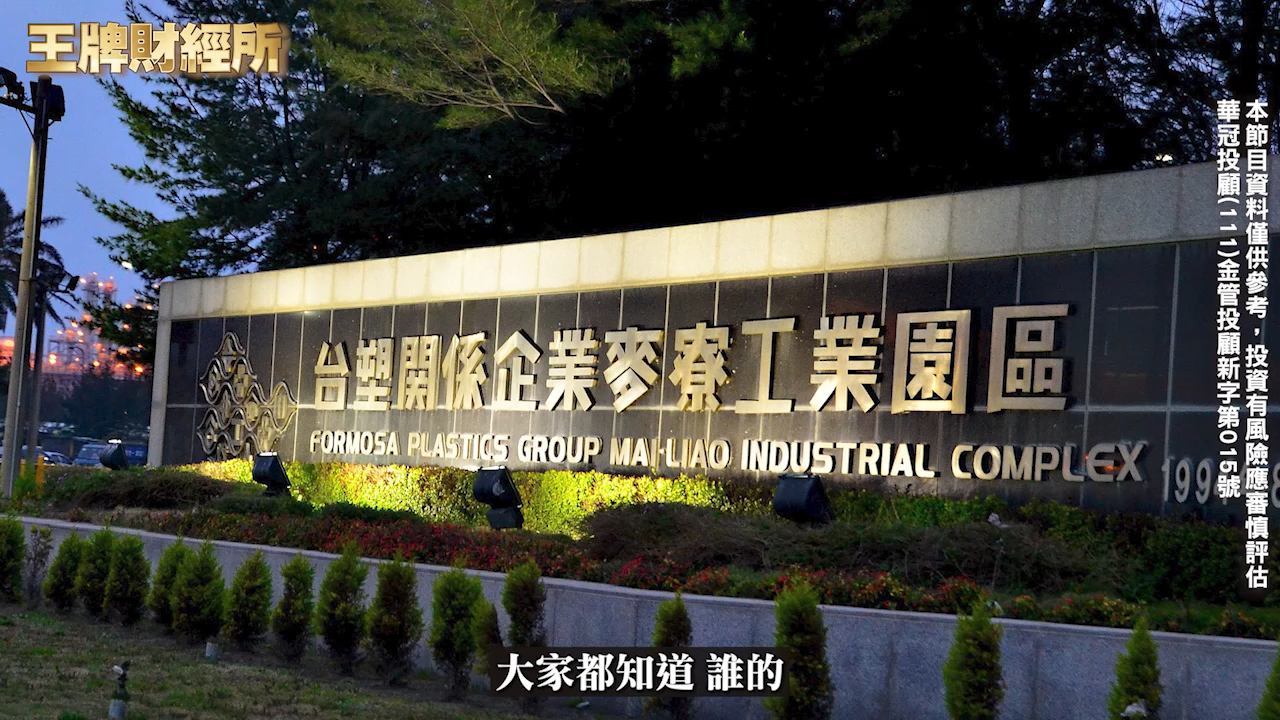 王牌財經所
本節目資料僅供參考，投資有風險應審慎評估
華冠投顧(111)金管投顧新字第015號
台塑關係企業麥寮工業園區
FORMOSA PLASTICS GROUP MAI-LIAO INDUSTRIAL COMPLEX
大家都知道 誰的